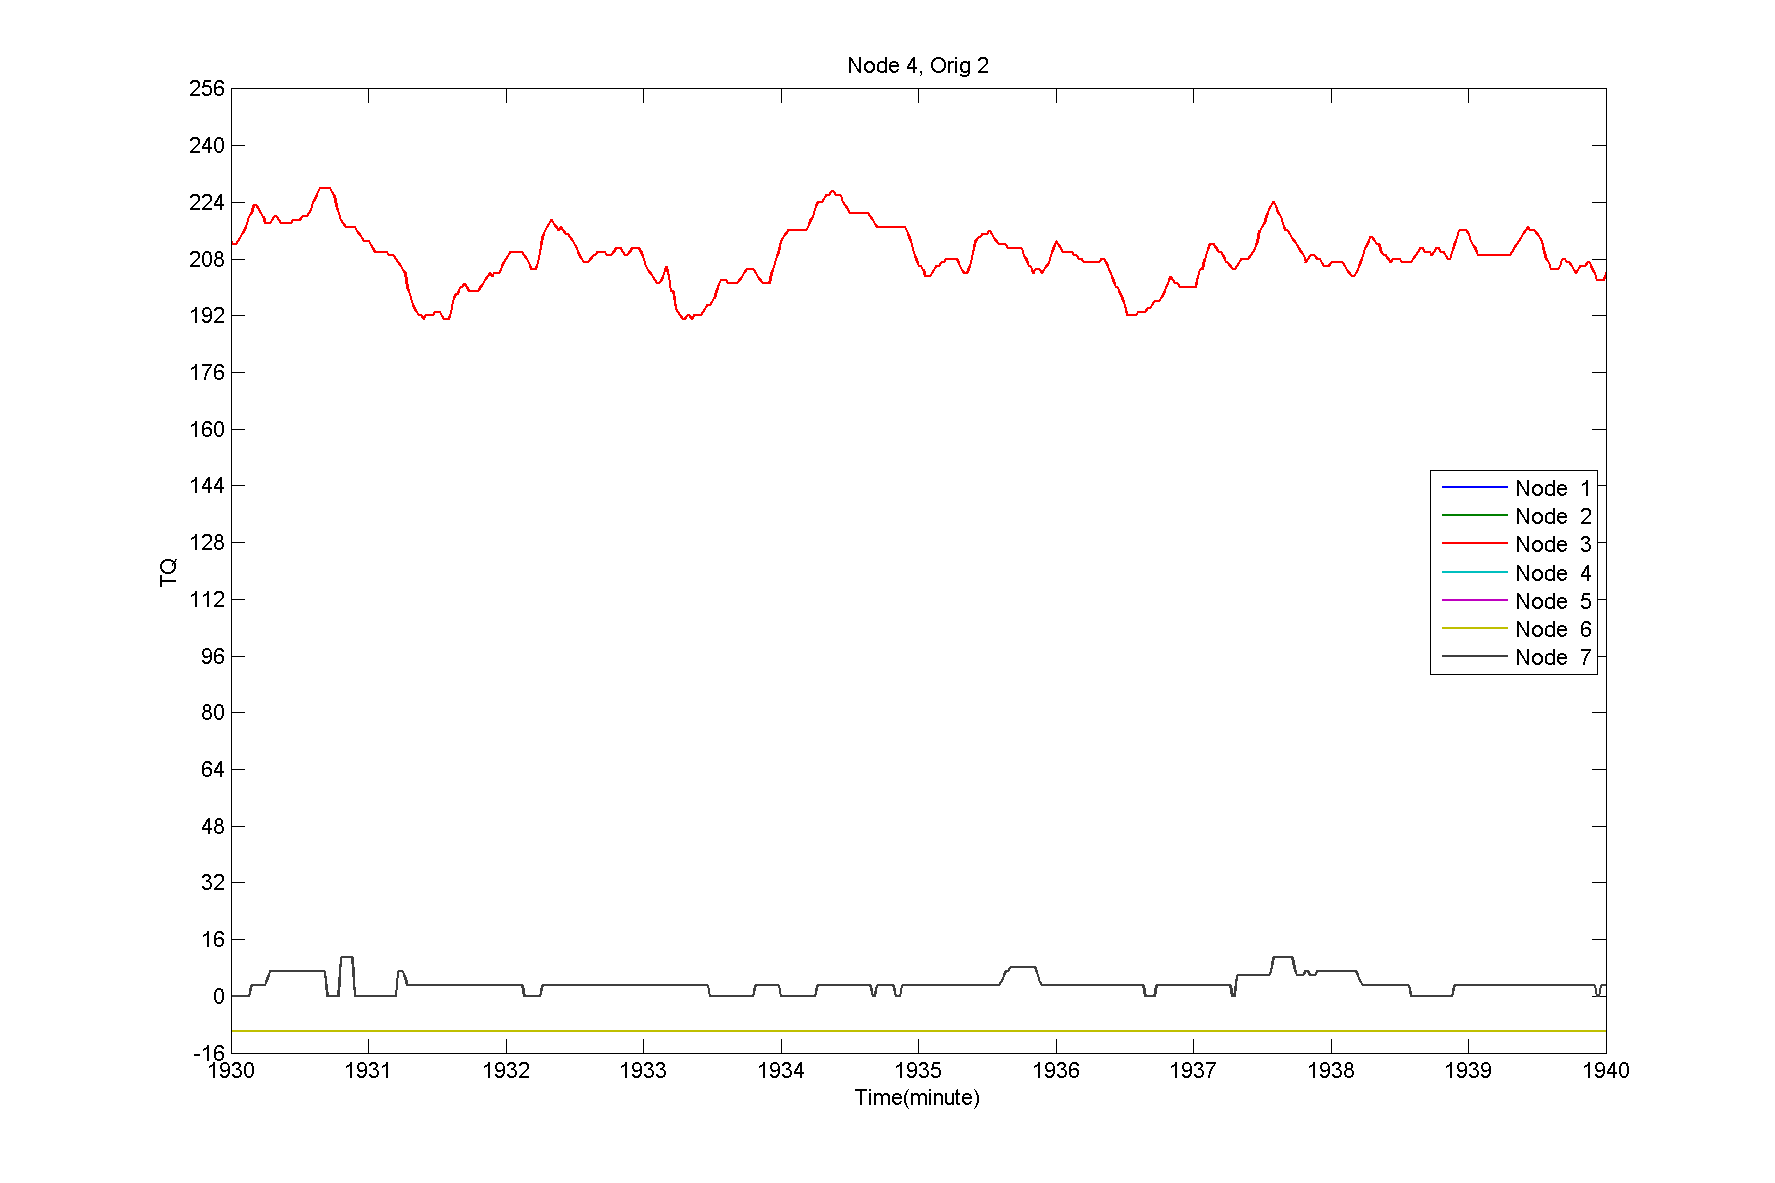 Node 4, Orig 2
256
240
224
208
192
176
160
144
128
112
96
80
64
48
32
16
0
-16
TQ
Node 1
Node 2
Node 3
Node 4
Node 5
Node 6
Node 7
1930 1931 1932 1933 1934 1935 1936 1937 1938 1939 1940
Time(minute)